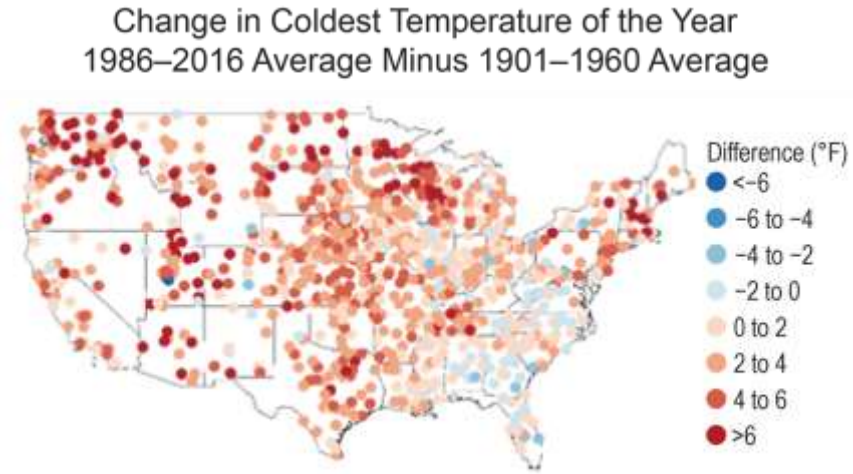 Change in Coldest Temperature of the Year
1986–2016 Average Minus 1901–1960 Average
Difference (°F)
<−6
−6 to −4
−4 to −2
−2 to 0
0 to 2
2 to 4
4 to 6
>6